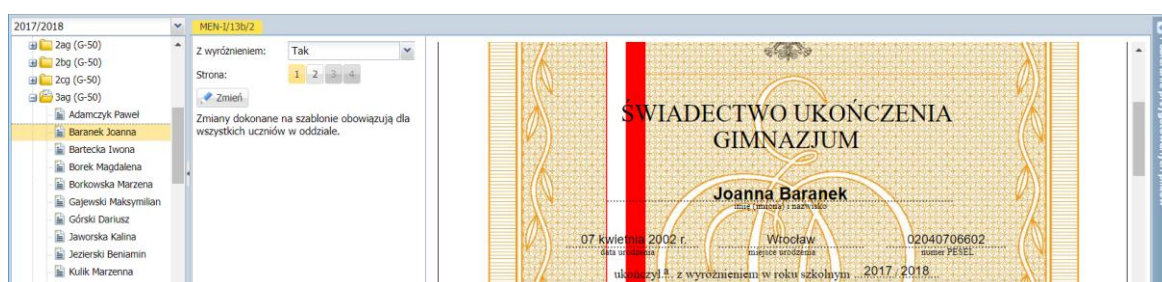 2017/2018
2ag (G-50)
2bg (G-50)
2cg (G-50)
3ag (G-50)
Adamczyk Paweł
Baranek Joanna
Bartecka Iwona
Borek Magdalena
Borkowska Marzena
Gajewski Maksymilian
Górski Dariusz
Jaworska Kalina
Jezierski Beniamin
Kulik Marzenna
MEN-I/13b/2
Z wyróżnieniem: Tak
Strona: 1 2 3 4
Zmień
Zmiany dokonane na szablonie obowiązują dla
wszystkich uczniów w oddziale.
ŚWIADECTWO UKOŃCZENIA
GIMNAZJUM
Joanna Baranek
imię (imiona) i nazwisko
07 kwietnia 2002 r. Wrocław 02040706602
data urodzenia miejsce urodzenia numer PESEL
ukończył a z wyróżnieniem w roku szkolnym 2017 / 2018